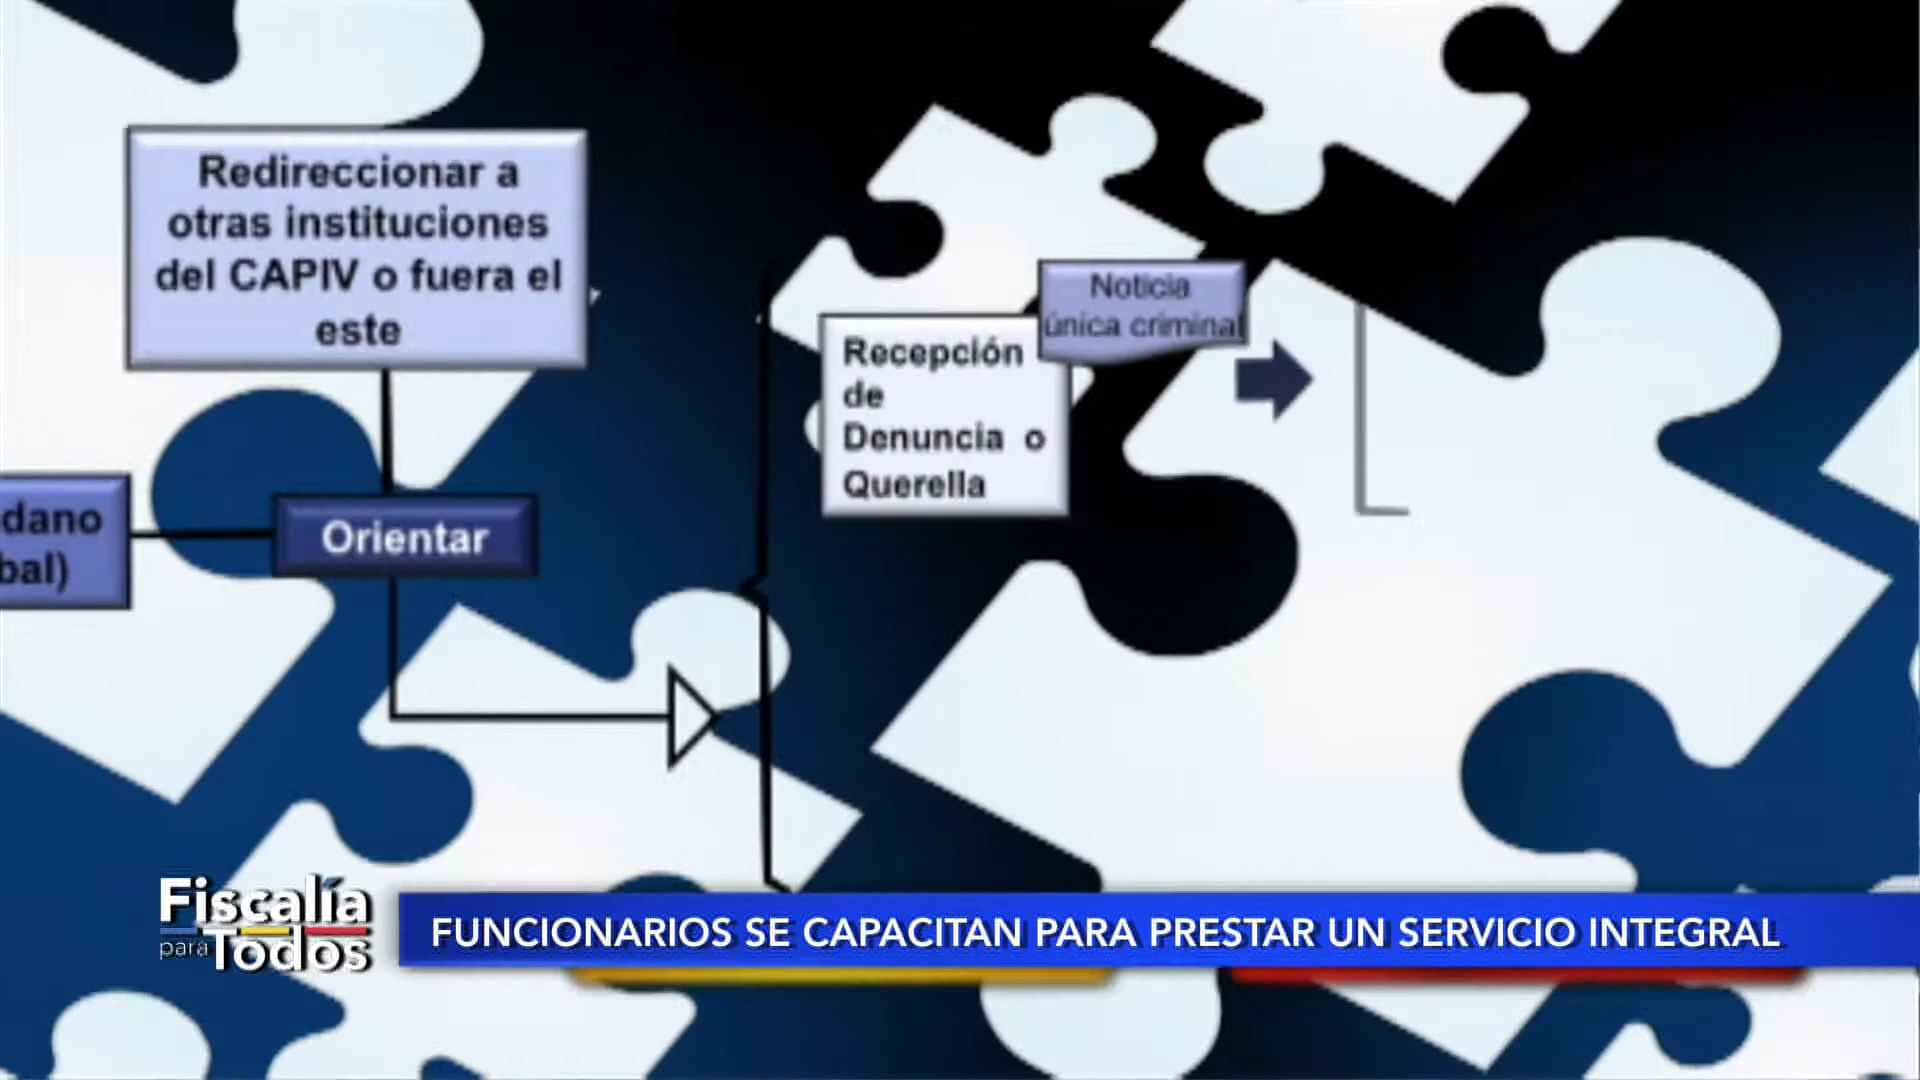 Redireccionar a
otras instituciones
del CAPIV o fuera el
este
Noticia
única criminal
Recepción
de
Denuncia o
Querella
dano
bal)
Orientar
Fiscalía
para Todos
FUNCIONARIOS SE CAPACITAN PARA PRESTAR UN SERVICIO INTEGRAL